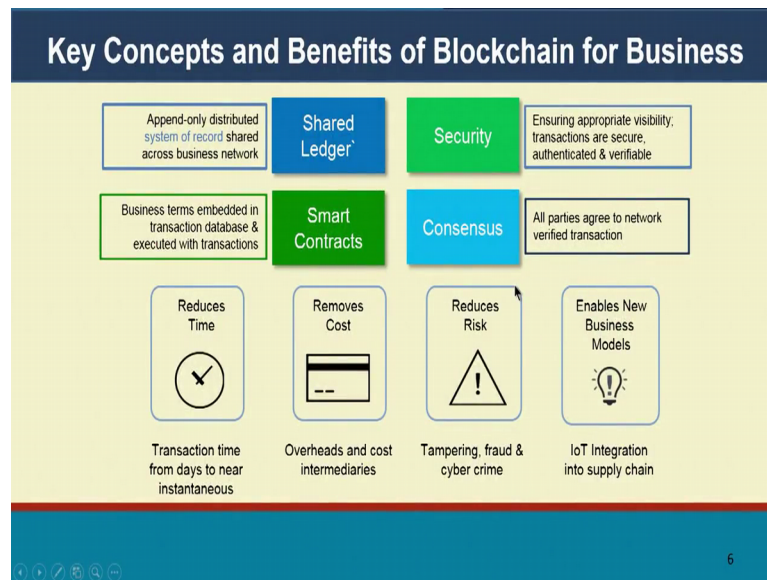 Key Concepts and Benefits of Blockchain for Business
Append-only distributed
system of record shared
across business network
Shared
Ledger`
Security
Ensuring appropriate visibility;
transactions are secure,
authenticated & verifiable
Business terms embedded in
transaction database &
executed with transactions
Smart
Contracts
Consensus
All parties agree to network
verified transaction
Reduces
Time
Transaction time
from days to near
instantaneous
Removes
Cost
Overheads and cost
intermediaries
Reduces
Risk
!
Tampering, fraud &
cyber crime
Enables New
Business
Models
!
IoT Integration
into supply chain
6